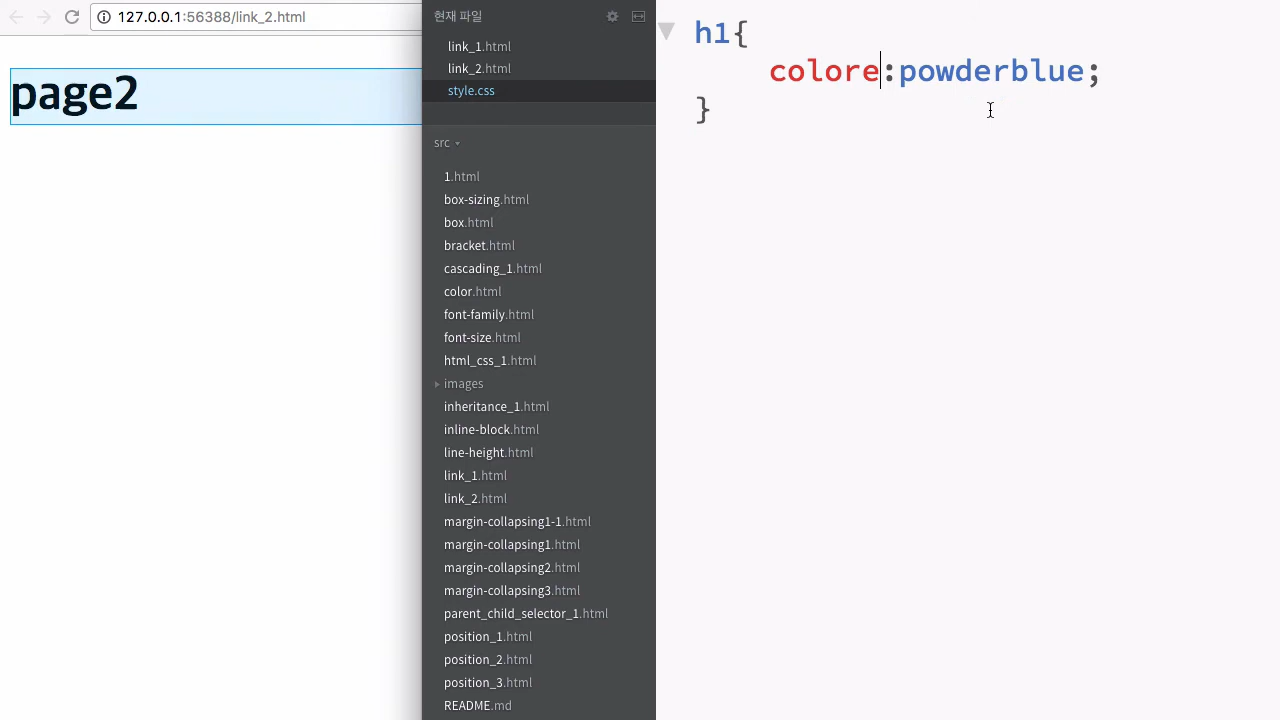 127.0.0.1:56388/link_2.html
page2
현재 파일
link_1.html
link_2.html
style.css
src
1.html
box-sizing.html
box.html
bracket.html
cascading_1.html
color.html
font-family.html
font-size.html
html_css_1.html
images
inheritance_1.html
inline-block.html
line-height.html
link_1.html
link_2.html
margin-collapsing1-1.html
margin-collapsing1.html
margin-collapsing2.html
margin-collapsing3.html
parent_child_selector_1.html
position_1.html
position_2.html
position_3.html
README.md
h1{
colore:powderblue;
}